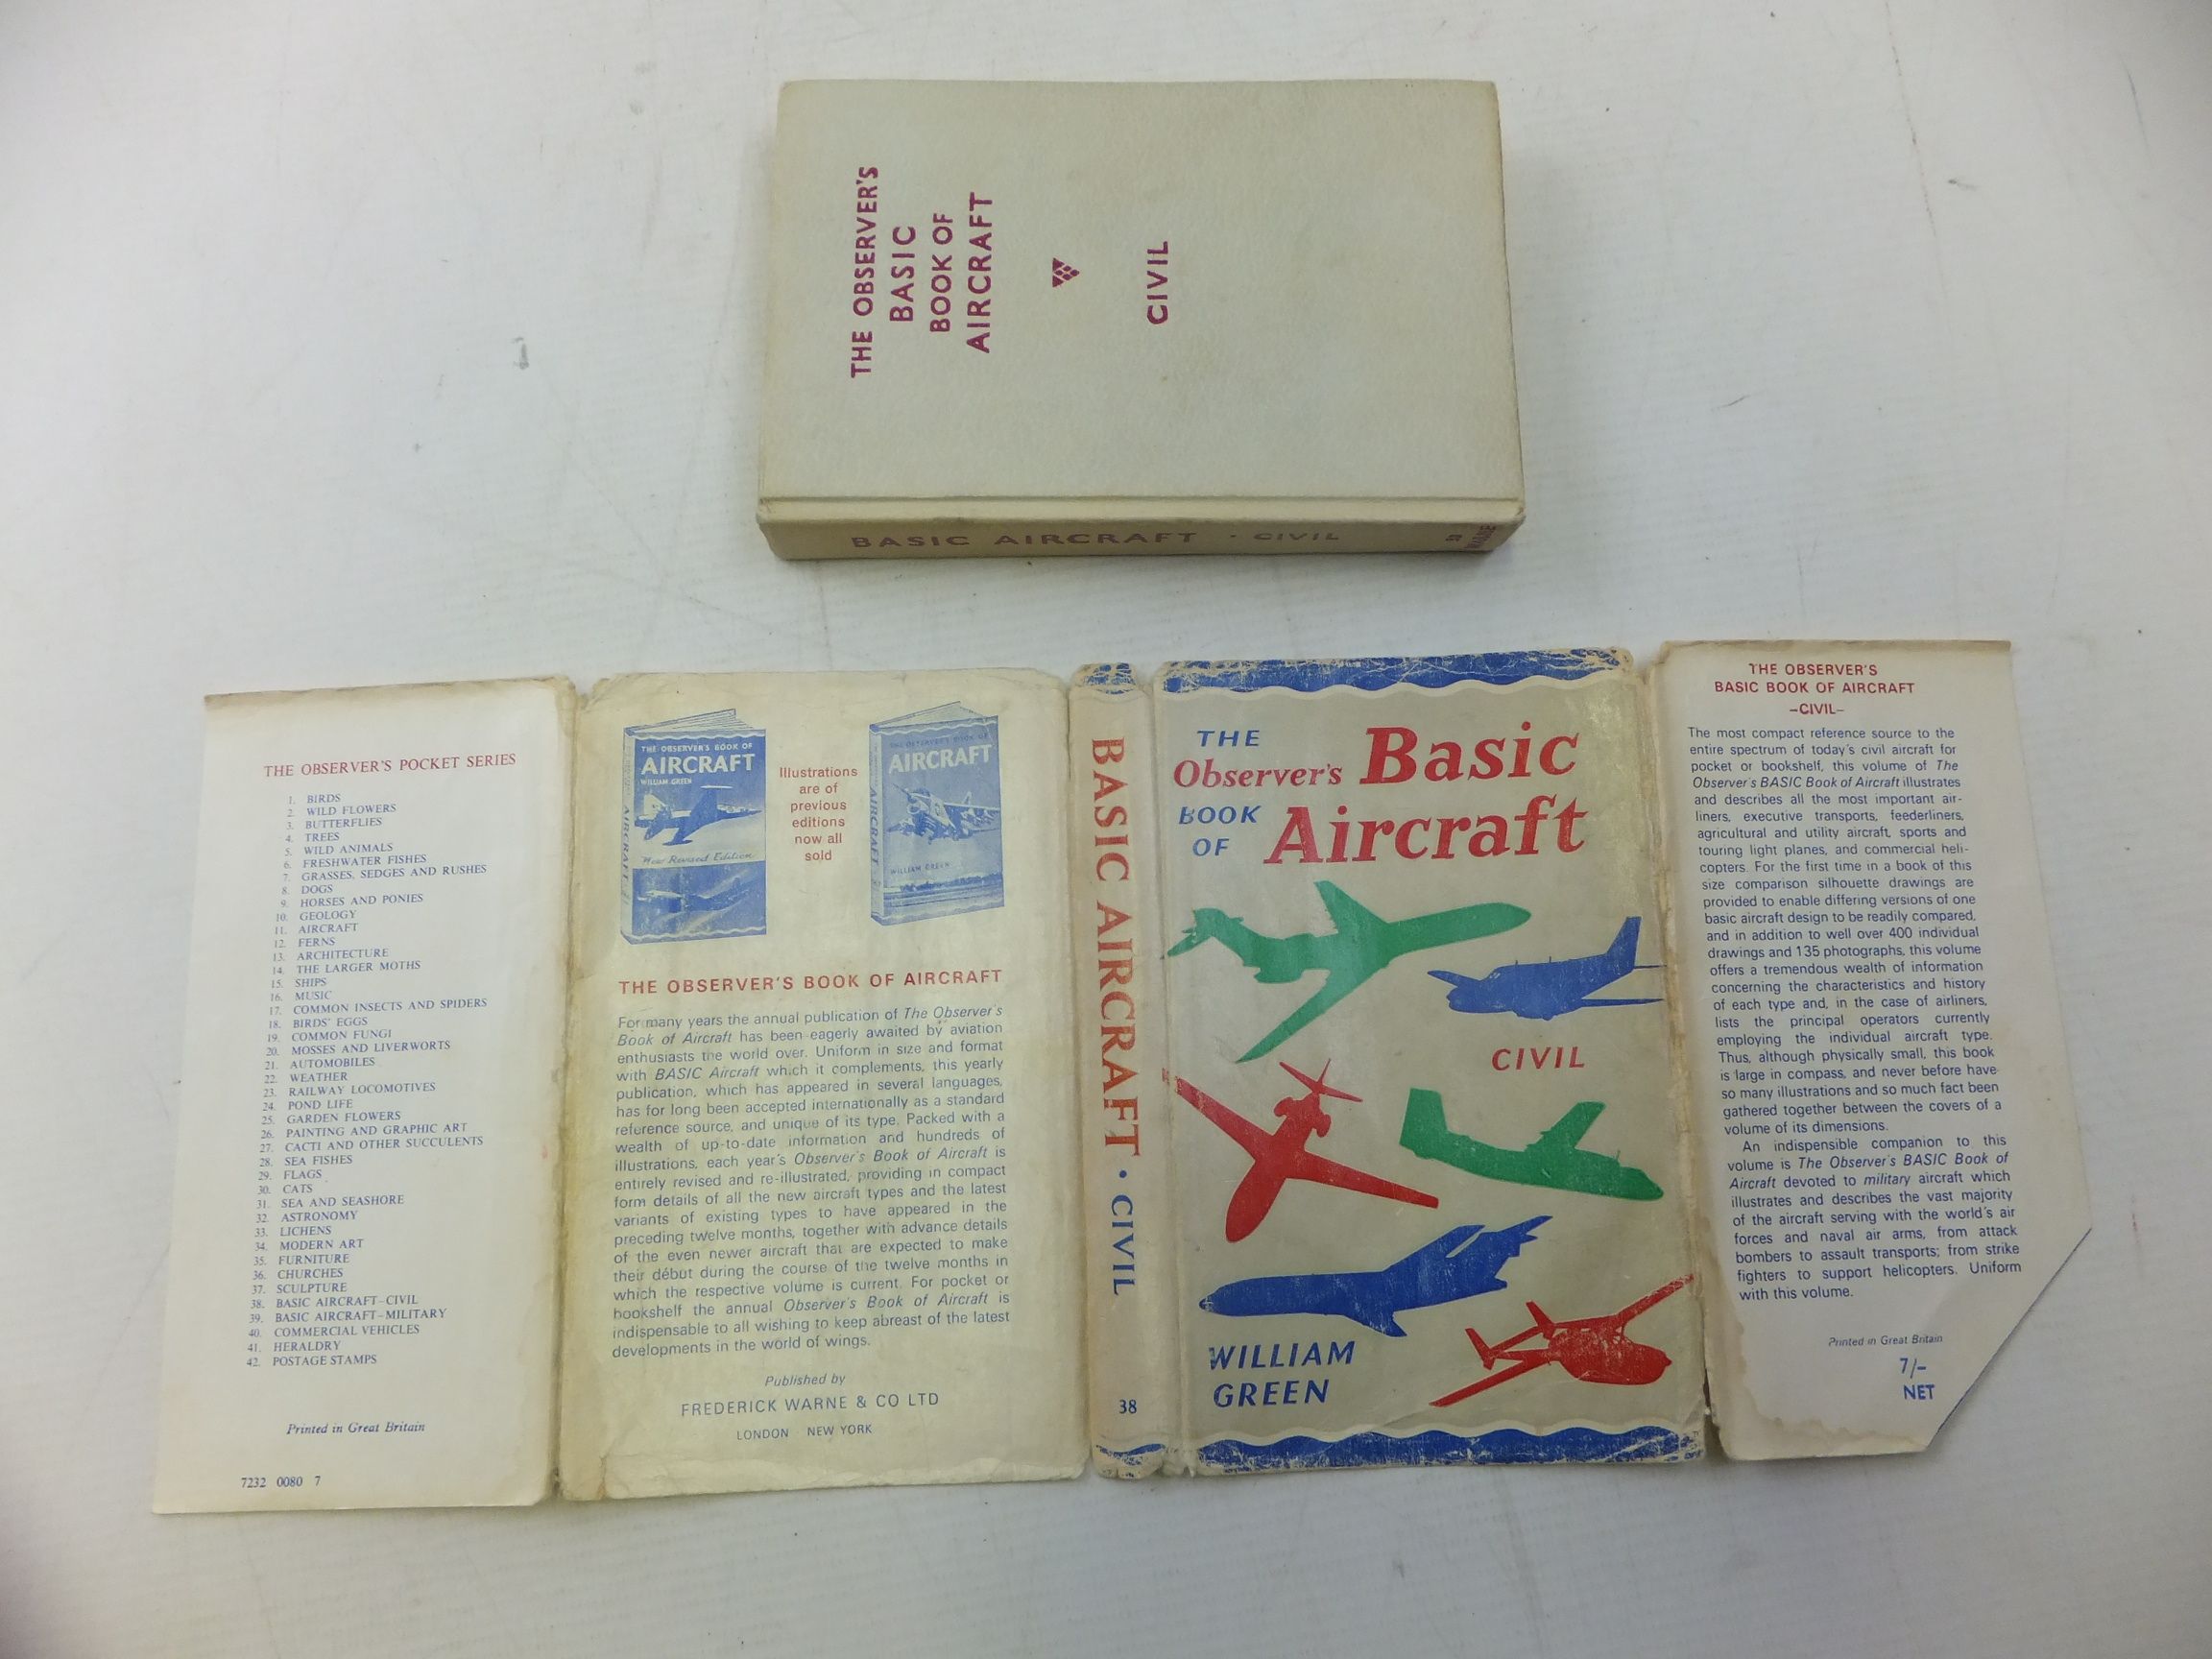 THE OBSERVER'S
BASIC
BOOK OF
AIRCRAFT
CIVIL
BASIC AIRCRAFT · CIVIL
THE OBSERVER'S POCKET SERIES
1. BIRDS
2. WILD FLOWERS
3. BUTTERFLIES
4. TREES
5. WILD ANIMALS
6. FRESHWATER FISHES
7. GRASSES, SEDGES AND RUSHES
8. DOGS
9. HORSES AND PONIES
10. GEOLOGY
11. AIRCRAFT
12. FERNS
13. ARCHITECTURE
14. THE LARGER MOTHS
15. SHIPS
16. MUSIC
17. COMMON INSECTS AND SPIDERS
18. BIRDS' EGGS
19. COMMON FUNGI
20. MOSSES AND LIVERWORTS
21. AUTOMOBILES
22. WEATHER
23. RAILWAY LOCOMOTIVES
24. POND LIFE
25. GARDEN FLOWERS
26. PAINTING AND GRAPHIC ART
27. CACTI AND OTHER SUCCULENTS
28. SEA FISHES
29. FLAGS
30. CATS
31. SEA AND SEASHORE
32. ASTRONOMY
33. LICHENS
34. MODERN ART
35. FURNITURE
36. CHURCHES
37. SCULPTURE
38. BASIC AIRCRAFT–CIVIL
39. BASIC AIRCRAFT–MILITARY
40. COMMERCIAL VEHICLES
41. HERALDRY
42. POSTAGE STAMPS
Printed in Great Britain
7232 0080 7
THE OBSERVER'S BOOK OF
AIRCRAFT
WILLIAM GREEN
New Revised Edition
AIRCRAFT
Illustrations
are of
previous
editions
now all
sold
THE OBSERVER'S BOOK OF
AIRCRAFT
AIRCRAFT
WILLIAM GREEN
THE OBSERVER'S BOOK OF AIRCRAFT
For many years the annual publication of The Observer's
Book of Aircraft has been eagerly awaited by aviation
enthusiasts the world over. Uniform in size and format
with BASIC Aircraft which it complements, this yearly
publication, which has appeared in several languages,
has for long been accepted internationally as a standard
reference source, and unique of its type. Packed with a
wealth of up-to-date information and hundreds of
illustrations, each year's Observer's Book of Aircraft is
entirely revised and re-illustrated, providing in compact
form details of all the new aircraft types and the latest
variants of existing types to have appeared in the
preceding twelve months, together with advance details
of the even newer aircraft that are expected to make
their début during the course of the twelve months in
which the respective volume is current. For pocket or
bookshelf the annual Observer's Book of Aircraft is
indispensable to all wishing to keep abreast of the latest
developments in the world of wings.
Published by
FREDERICK WARNE & CO LTD
LONDON NEW YORK
BASIC AIRCRAFT · CIVIL
38
THE
Observer's Basic
BOOK
OF Aircraft
CIVIL
WILLIAM
GREEN
THE OBSERVER'S
BASIC BOOK OF AIRCRAFT
–CIVIL–
The most compact reference source to the
entire spectrum of today's civil aircraft for
pocket or bookshelf, this volume of The
Observer's BASIC Book of Aircraft illustrates
and describes all the most important air-
liners, executive transports, feederliners,
agricultural and utility aircraft, sports and
touring light planes, and commercial heli-
copters. For the first time in a book of this
size comparison silhouette drawings are
provided to enable differing versions of one
basic aircraft design to be readily compared,
and in addition to well over 400 individual
drawings and 135 photographs, this volume
offers a tremendous wealth of information
concerning the characteristics and history
of each type and, in the case of airliners,
lists the principal operators currently
employing the individual aircraft type.
Thus, although physically small, this book
is large in compass, and never before have
so many illustrations and so much fact been
gathered together between the covers of a
volume of its dimensions.
An indispensible companion to this
volume is The Observer's BASIC Book of
Aircraft devoted to military aircraft which
illustrates and describes the vast majority
of the aircraft serving with the world's air
forces and naval air arms, from attack
bombers to assault transports; from strike
fighters to support helicopters. Uniform
with this volume.
Printed in Great Britain
7/-
NET